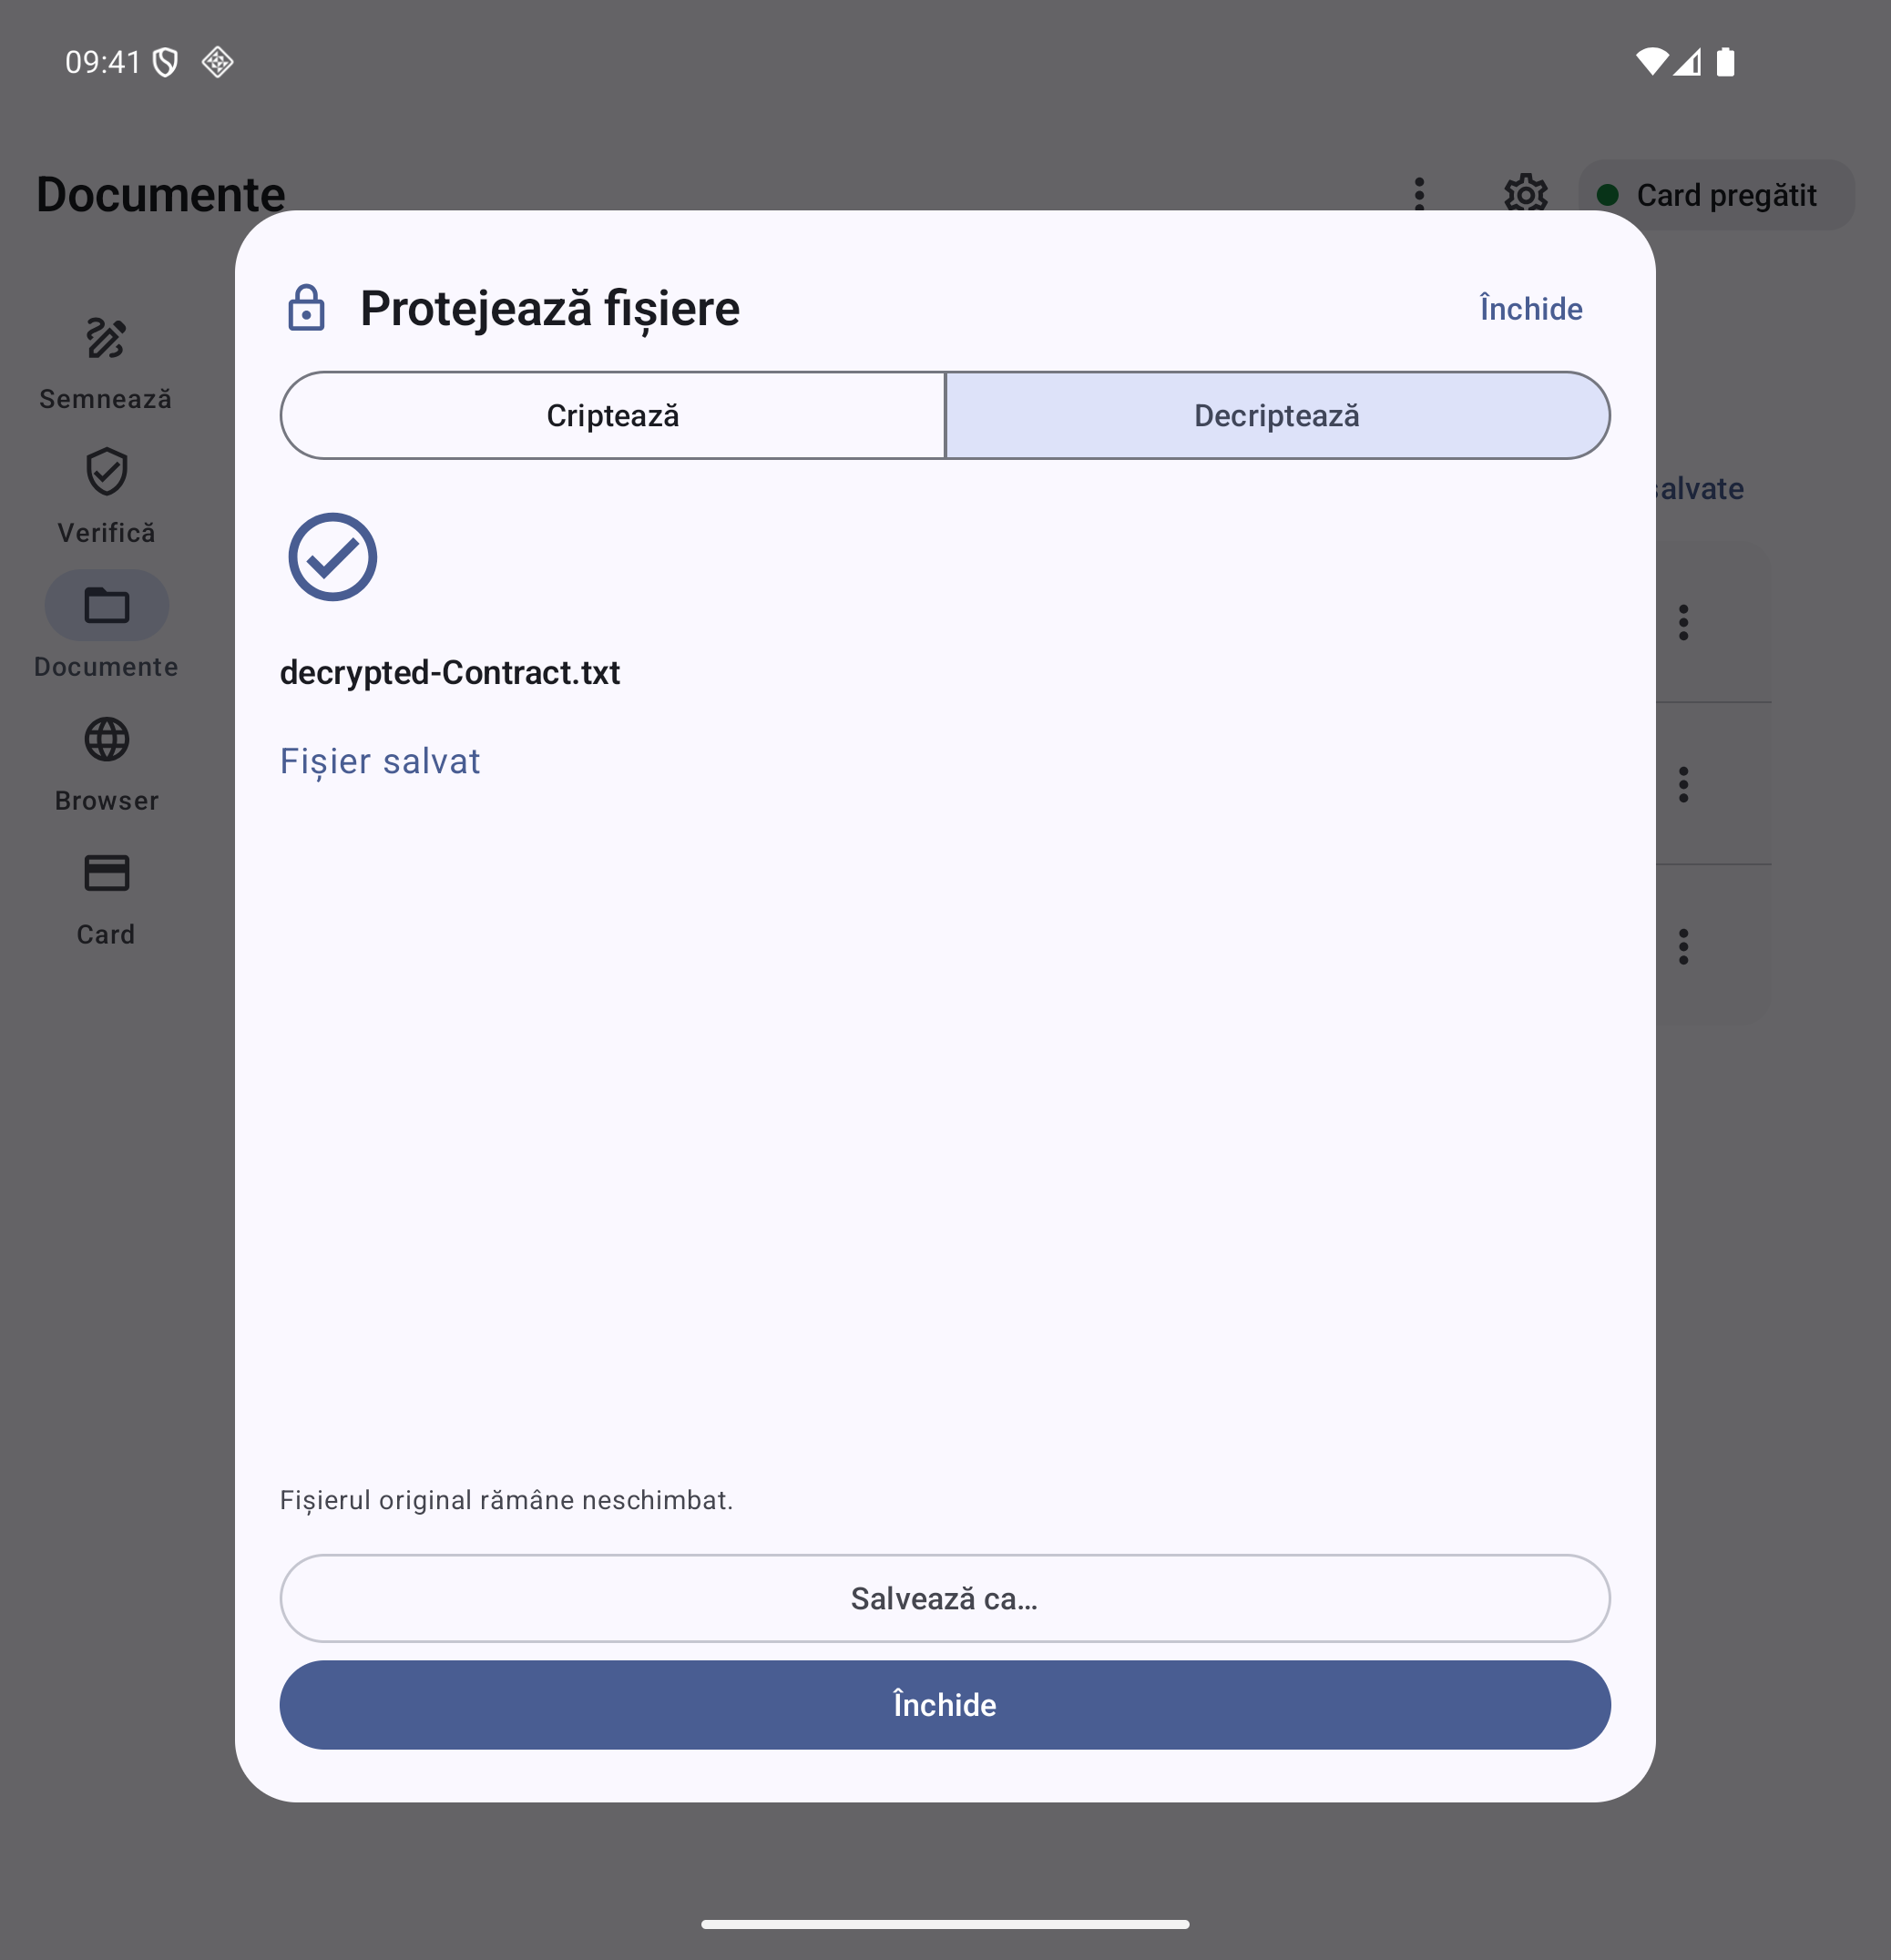 09:41
Documente
Card pregătit
Protejează fișiere
Închide
Semnează
Criptează
Decriptează
salvate
Verifică
Documente
decrypted-Contract.txt
Fișier salvat
Browser
Card
Fișierul original rămâne neschimbat.
Salvează ca…
Închide